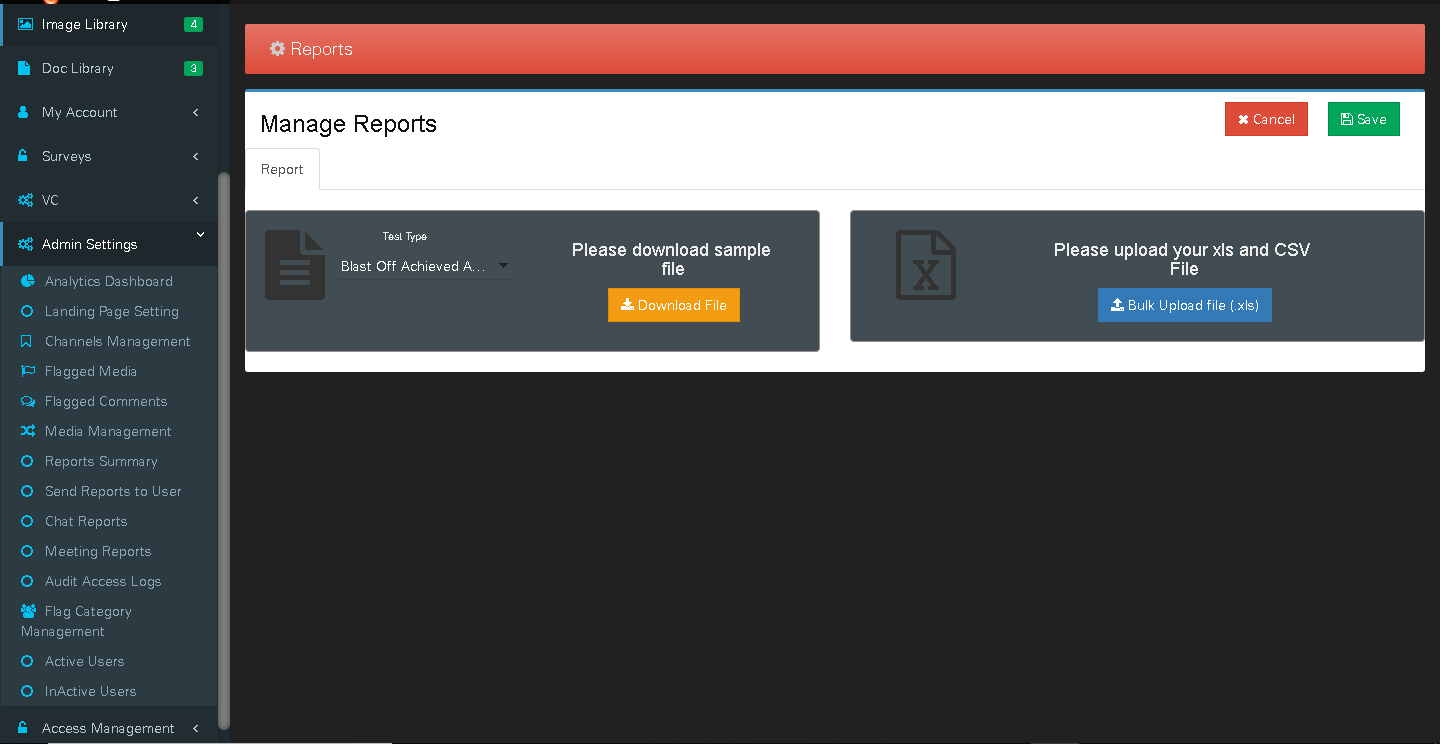 Image Library 4
Doc Library 3
My Account
Surveys
VC
Admin Settings
Analytics Dashboard
Landing Page Setting
Channels Management
Flagged Media
Flagged Comments
Media Management
Reports Summary
Send Reports to User
Chat Reports
Meeting Reports
Audit Access Logs
Flag Category
Management
Active Users
InActive Users
Access Management
Reports
Manage Reports
Cancel
Save
Report
Test Type
Blast Off Achieved A...
Please download sample
file
Download File
Please upload your xls and CSV
File
Bulk Upload file (.xls)